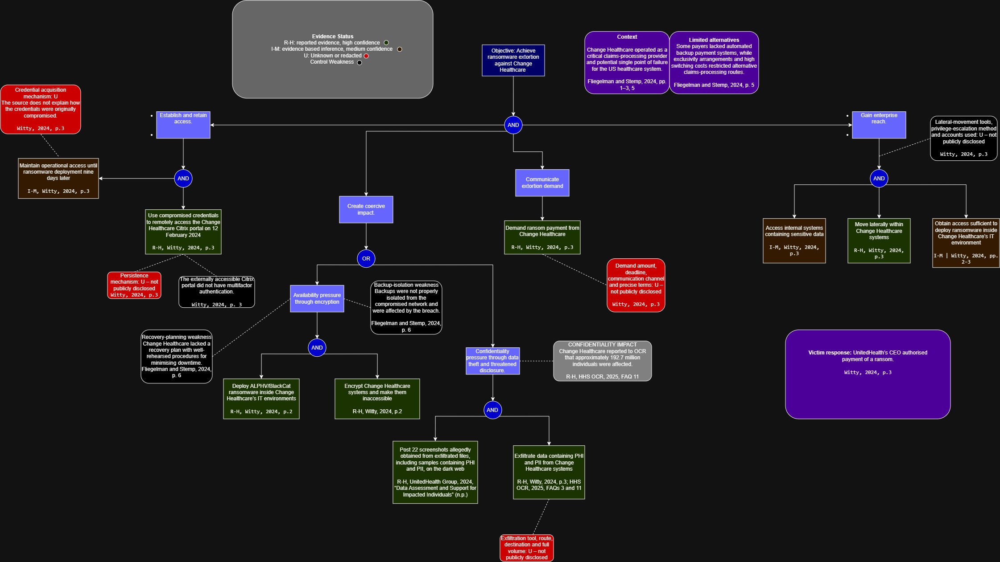 Evidence Status
R-H: reported evidence, high confidence
I-M: evidence based inference, medium confidence
U: Unknown or redacted
Control Weakness
Objective: Achieve
ransomware extortion
against Change
Healthcare
Context
Change Healthcare operated as a
critical claims-processing provider
and potential single point of failure
for the US healthcare system.
Fliegelman and Stemp, 2024, pp.
1–3, 5
Limited alternatives
Some payers lacked automated
backup payment systems, while
exclusivity arrangements and high
switching costs restricted alternative
claims-processing routes.
Fliegelman and Stemp, 2024, p. 5
Credential acquisition
mechanism: U
The source does not explain how
the credentials were originally
compromised.
Witty, 2024, p.3
Establish and retain
access.
AND
Gain enterprise
reach.
Lateral-movement tools,
privilege-escalation method
and accounts used: U – not
publicly disclosed
Witty, 2024, p.3
Maintain operational access until
ransomware deployment nine
days later
I-M, Witty, 2024, p.3
AND
Communicate
extortion demand
AND
Create coercive
impact.
Use compromised credentials
to remotely access the Change
Healthcare Citrix portal on 12
February 2024
R-H, Witty, 2024, p.3
Demand ransom payment from
Change Healthcare
R-H, Witty, 2024, p.3
Access internal systems
containing sensitive data
I-M, Witty, 2024,
p.3
Move laterally within
Change Healthcare
systems
R-H, Witty, 2024,
p.3
Obtain access sufficient to
deploy ransomware inside
Change Healthcare's IT
environment
I-M | Witty, 2024, pp.
2–3
OR
Persistence
mechanism: U – not
publicly disclosed
Witty, 2024, p.3
The externally accessible Citrix
portal did not have multifactor
authentication.
Witty, 2024, p. 3
Availability pressure
through encryption
Backup-isolation weakness
Backups were not properly
isolated from the
compromised network and
were affected by the breach.
Fliegelman and Stemp, 2024,
p. 6
Demand amount,
deadline,
communication channel
and precise terms: U –
not publicly disclosed
Witty, 2024, p.3
Recovery-planning weakness
Change Healthcare lacked a
recovery plan with well-
rehearsed procedures for
minimising downtime.
Fliegelman and Stemp, 2024,
p. 6
AND
Confidentiality
pressure through data
theft and threatened
disclosure.
CONFIDENTIALITY IMPACT
Change Healthcare reported to OCR
that approximately 192.7 million
individuals were affected.
R-H, HHS OCR, 2025, FAQ 11
Victim response: UnitedHealth's CEO authorised
payment of a ransom.
Witty, 2024, p.3
Deploy ALPHV/BlackCat
ransomware inside Change
Healthcare's IT environments
R-H, Witty, 2024, p.2
Encrypt Change Healthcare
systems and make them
inaccessible
R-H, Witty, 2024, p.2
AND
Post 22 screenshots allegedly
obtained from exfiltrated files,
including samples containing PHI
and PII, on the dark web
R-H, UnitedHealth Group, 2024,
“Data Assessment and Support for
Impacted Individuals” (n.p.)
Exfiltrate data containing PHI
and PII from Change
Healthcare systems
R-H, Witty, 2024, p.3; HHS
OCR, 2025, FAQs 3 and 11
Exfiltration tool, route,
destination and full
volume: U – not
publicly disclosed